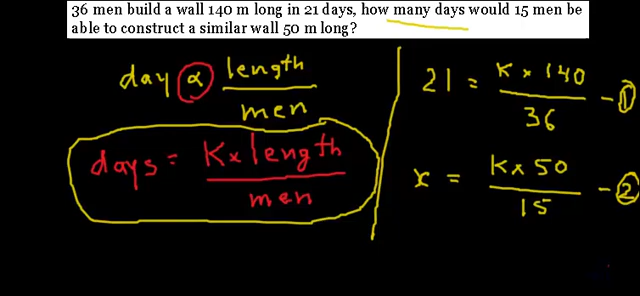 36 men build a wall 140 m long in 21 days, how many days would 15 men be
able to construct a similar wall 50 m long?
day ∝ length / men
days = K × length / men
21 = K × 140 / 36 – ①
x = K × 50 / 15 – ②